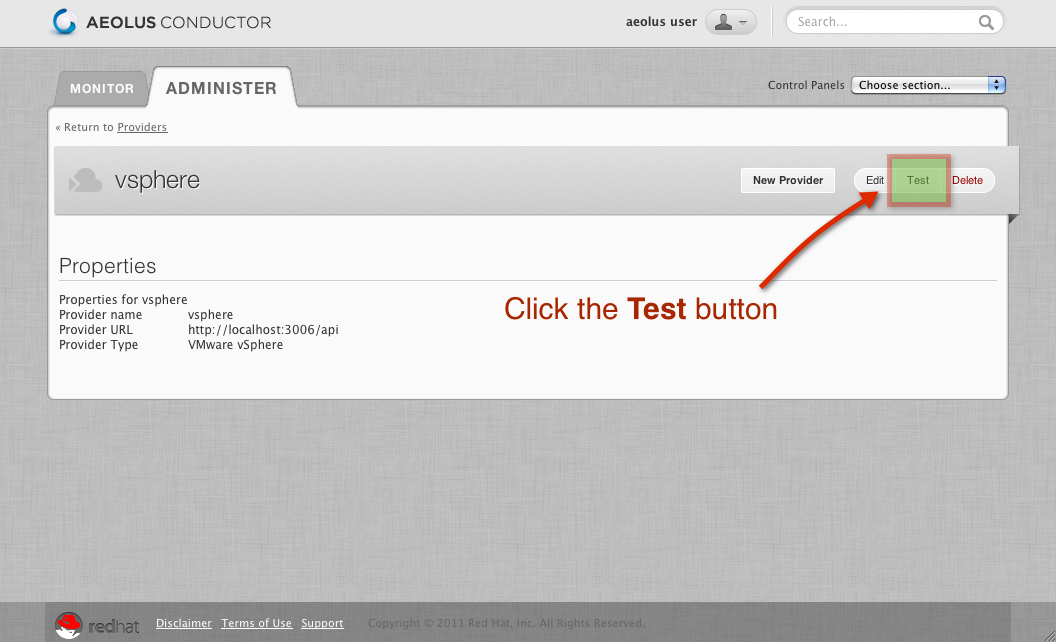 AEOLUS CONDUCTOR
aeolus user
Search...
MONITOR
ADMINISTER
Control Panels
Choose section...
« Return to Providers
vsphere
New Provider
Edit
Test
Delete
Properties
Properties for vsphere
Provider name vsphere
Provider URL http://localhost:3006/api
Provider Type VMware vSphere
Click the Test button
redhat
Disclaimer
Terms of Use
Support
Copyright © 2011 Red Hat, Inc. All Rights Reserved.